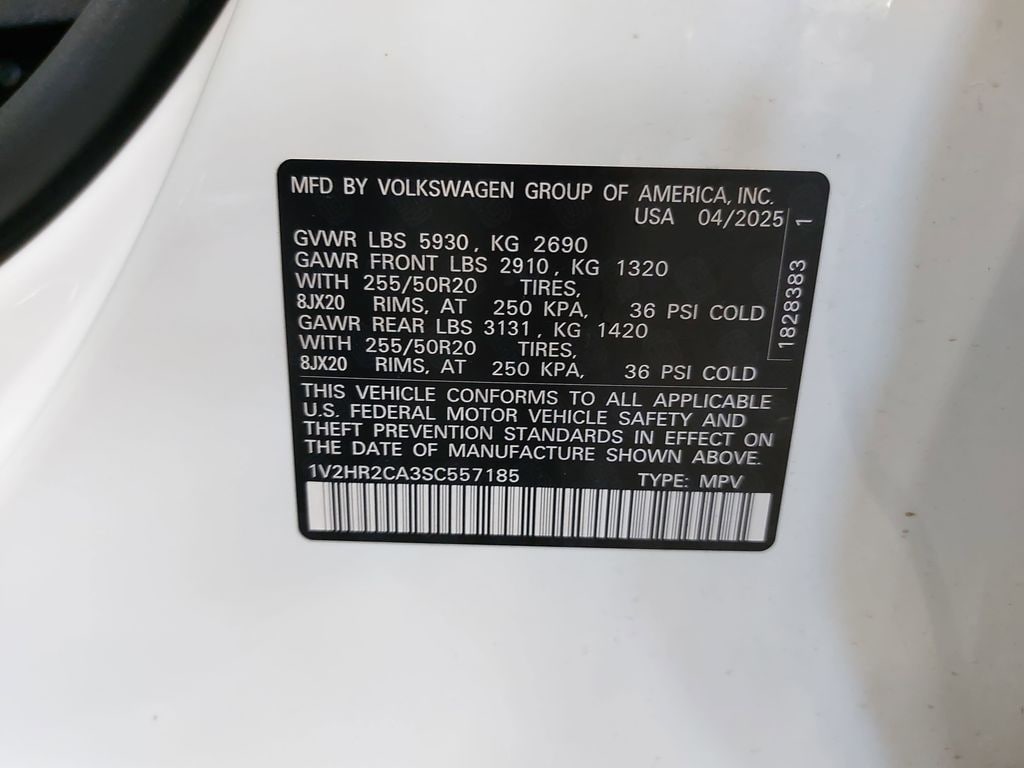 MFD BY VOLKSWAGEN GROUP OF AMERICA, INC.
USA 04/2025
GVWR LBS 5930, KG 2690
GAWR FRONT LBS 2910, KG 1320
WITH 255/50R20 TIRES,
8JX20 RIMS, AT 250 KPA, 36 PSI COLD
GAWR REAR LBS 3131, KG 1420
WITH 255/50R20 TIRES,
8JX20 RIMS, AT 250 KPA, 36 PSI COLD
1828383 1
THIS VEHICLE CONFORMS TO ALL APPLICABLE
U.S. FEDERAL MOTOR VEHICLE SAFETY AND
THEFT PREVENTION STANDARDS IN EFFECT ON
THE DATE OF MANUFACTURE SHOWN ABOVE.
1V2HR2CA3SC557185 TYPE: MPV